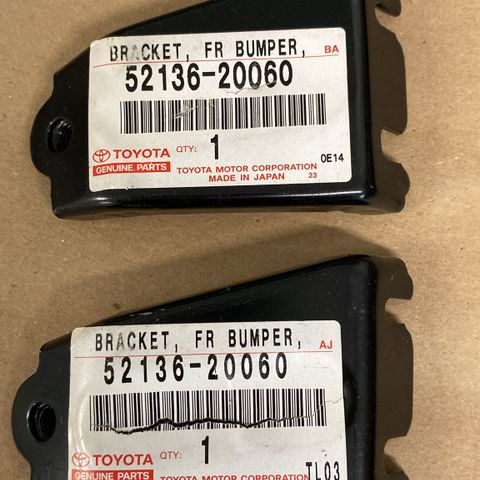 BRACKET, FR BUMPER, BA
52136-20060
TOYOTA QTY: 1 0E14
GENUINE PARTS TOYOTA MOTOR CORPORATION
MADE IN JAPAN 23
BRACKET, FR BUMPER, AJ
52136-20060
TOYOTA QTY: 1
GENUINE PARTS TOYOTA MOTOR CORPORATION TL03